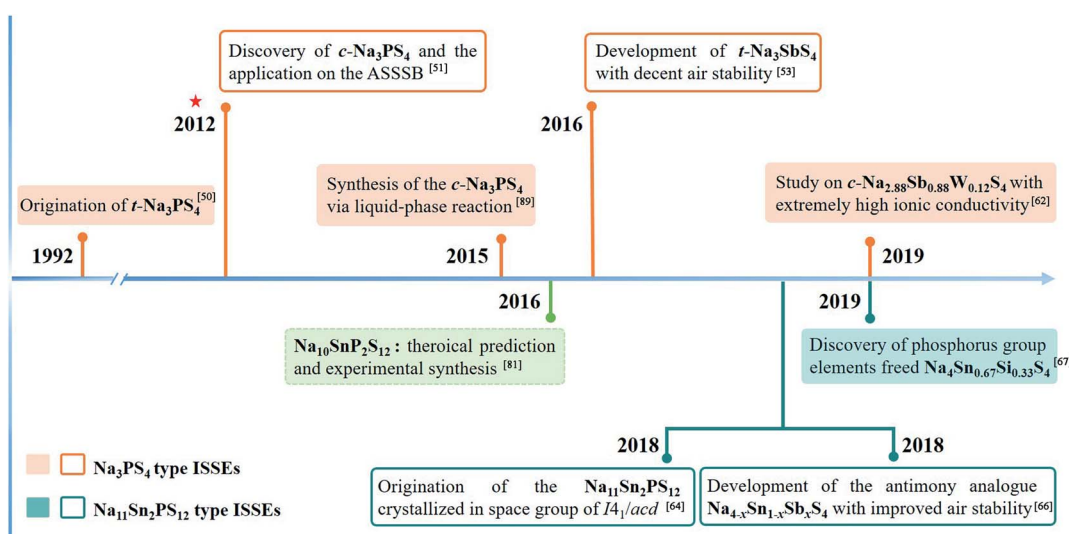 Discovery of c-Na₃PS₄ and the
application on the ASSSB [51]
2012
Development of t-Na₃SbS₄
with decent air stability [53]
2016
Origination of t-Na₃PS₄[50]
1992
Synthesis of the c-Na₃PS₄
via liquid-phase reaction [89]
2015
Study on c-Na₂.₈₈Sb₀.₈₈W₀.₁₂S₄ with
extremely high ionic conductivity[62]
2019
2016
Na₁₀SnP₂S₁₂ : theroical prediction
and experimental synthesis [81]
2019
Discovery of phosphorus group
elements freed Na₄Sn₀.₆₇Si₀.₃₃S₄ [67
2018
Origination of the Na₁₁Sn₂PS₁₂
crystallized in space group of I4₁/acd [64]
2018
Development of the antimony analogue
Na₄₋ₓSn₁₋ₓSbₓS₄ with improved air stability[66]
Na₃PS₄ type ISSEs
Na₁₁Sn₂PS₁₂ type ISSEs